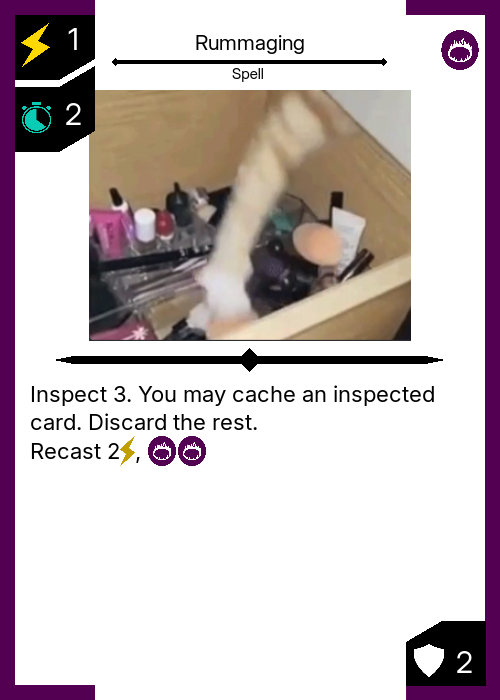 1
Rummaging
Spell
2
Inspect 3. You may cache an inspected
card. Discard the rest.
Recast 2⚡,
2